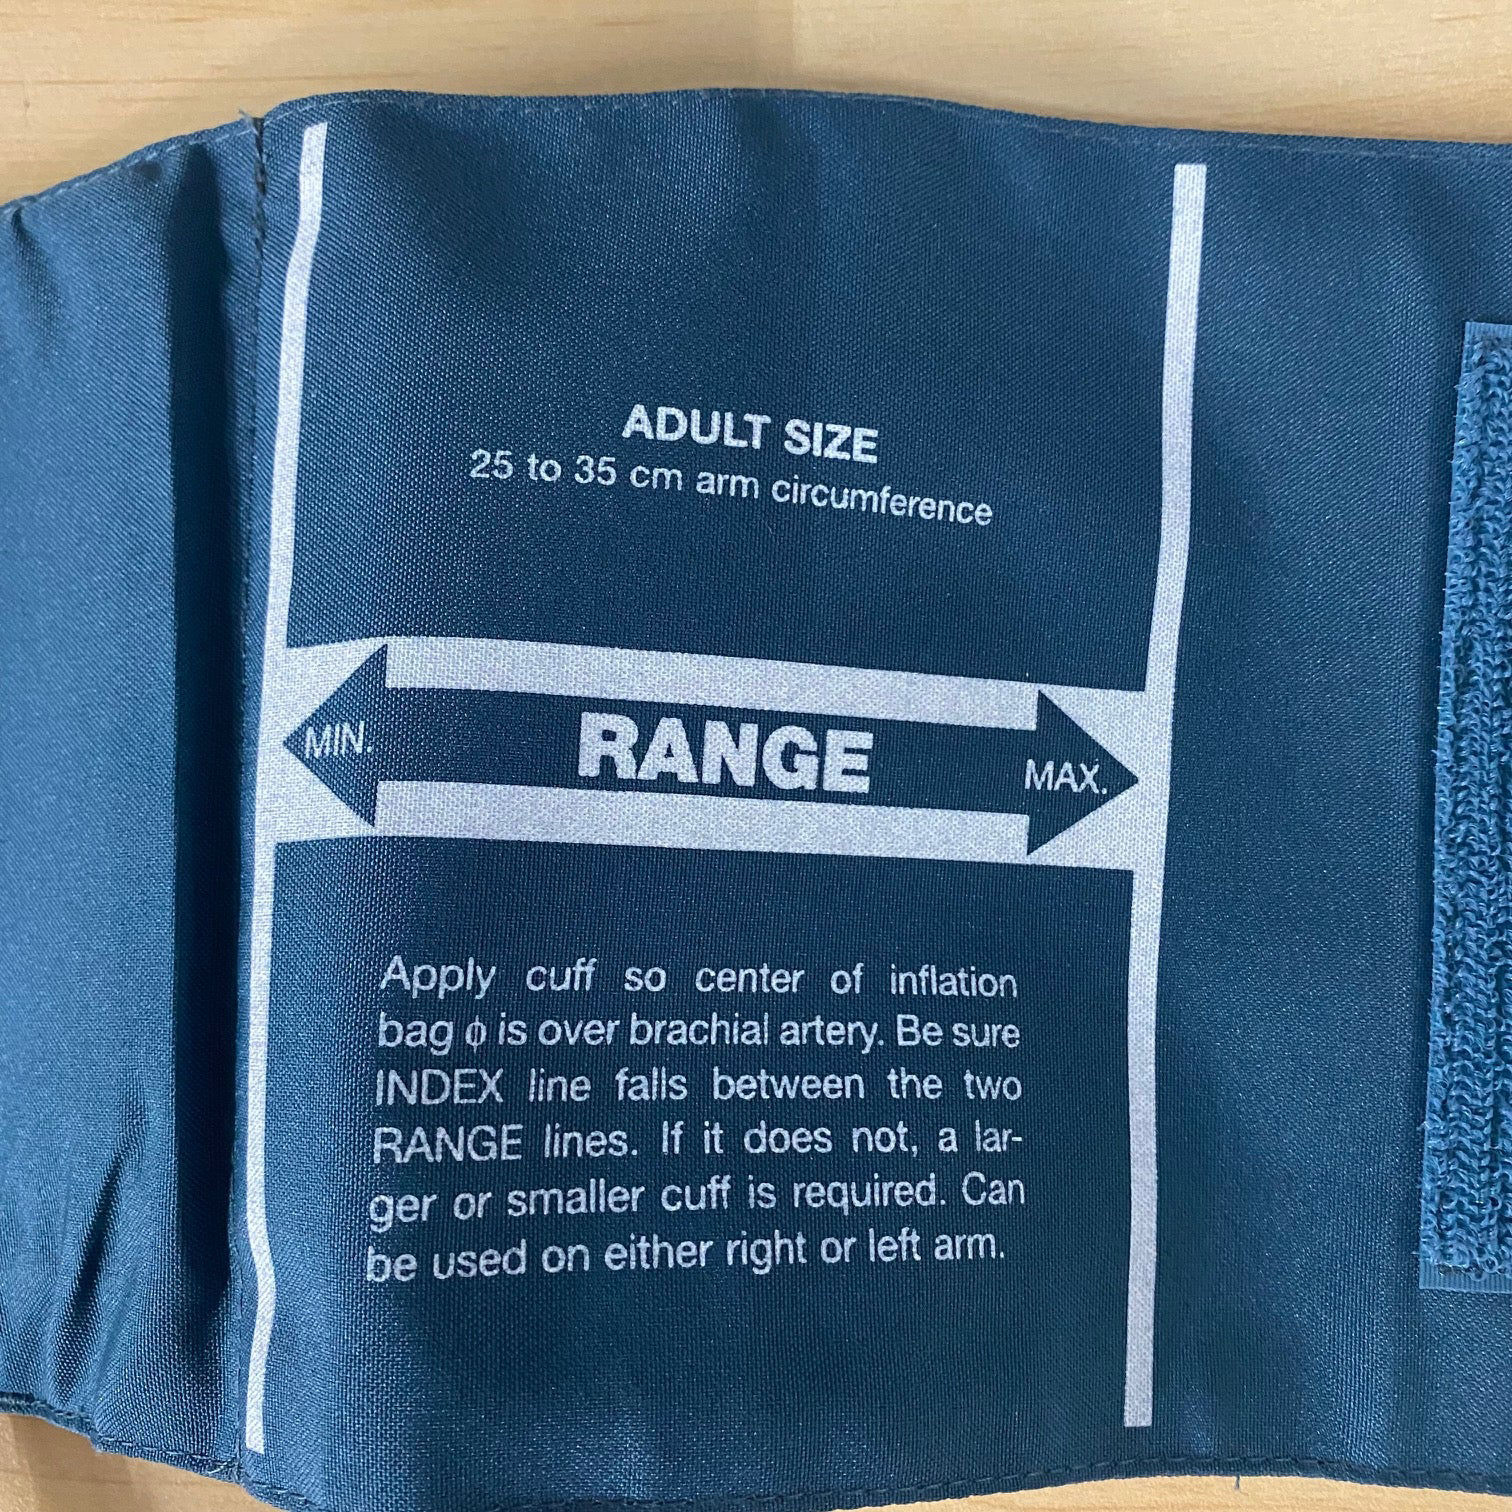 ADULT SIZE
25 to 35 cm arm circumference
MIN. RANGE MAX.
Apply cuff so center of inflation
bag ϕ is over brachial artery. Be sure
INDEX line falls between the two
RANGE lines. If it does not, a lar-
ger or smaller cuff is required. Can
be used on either right or left arm.